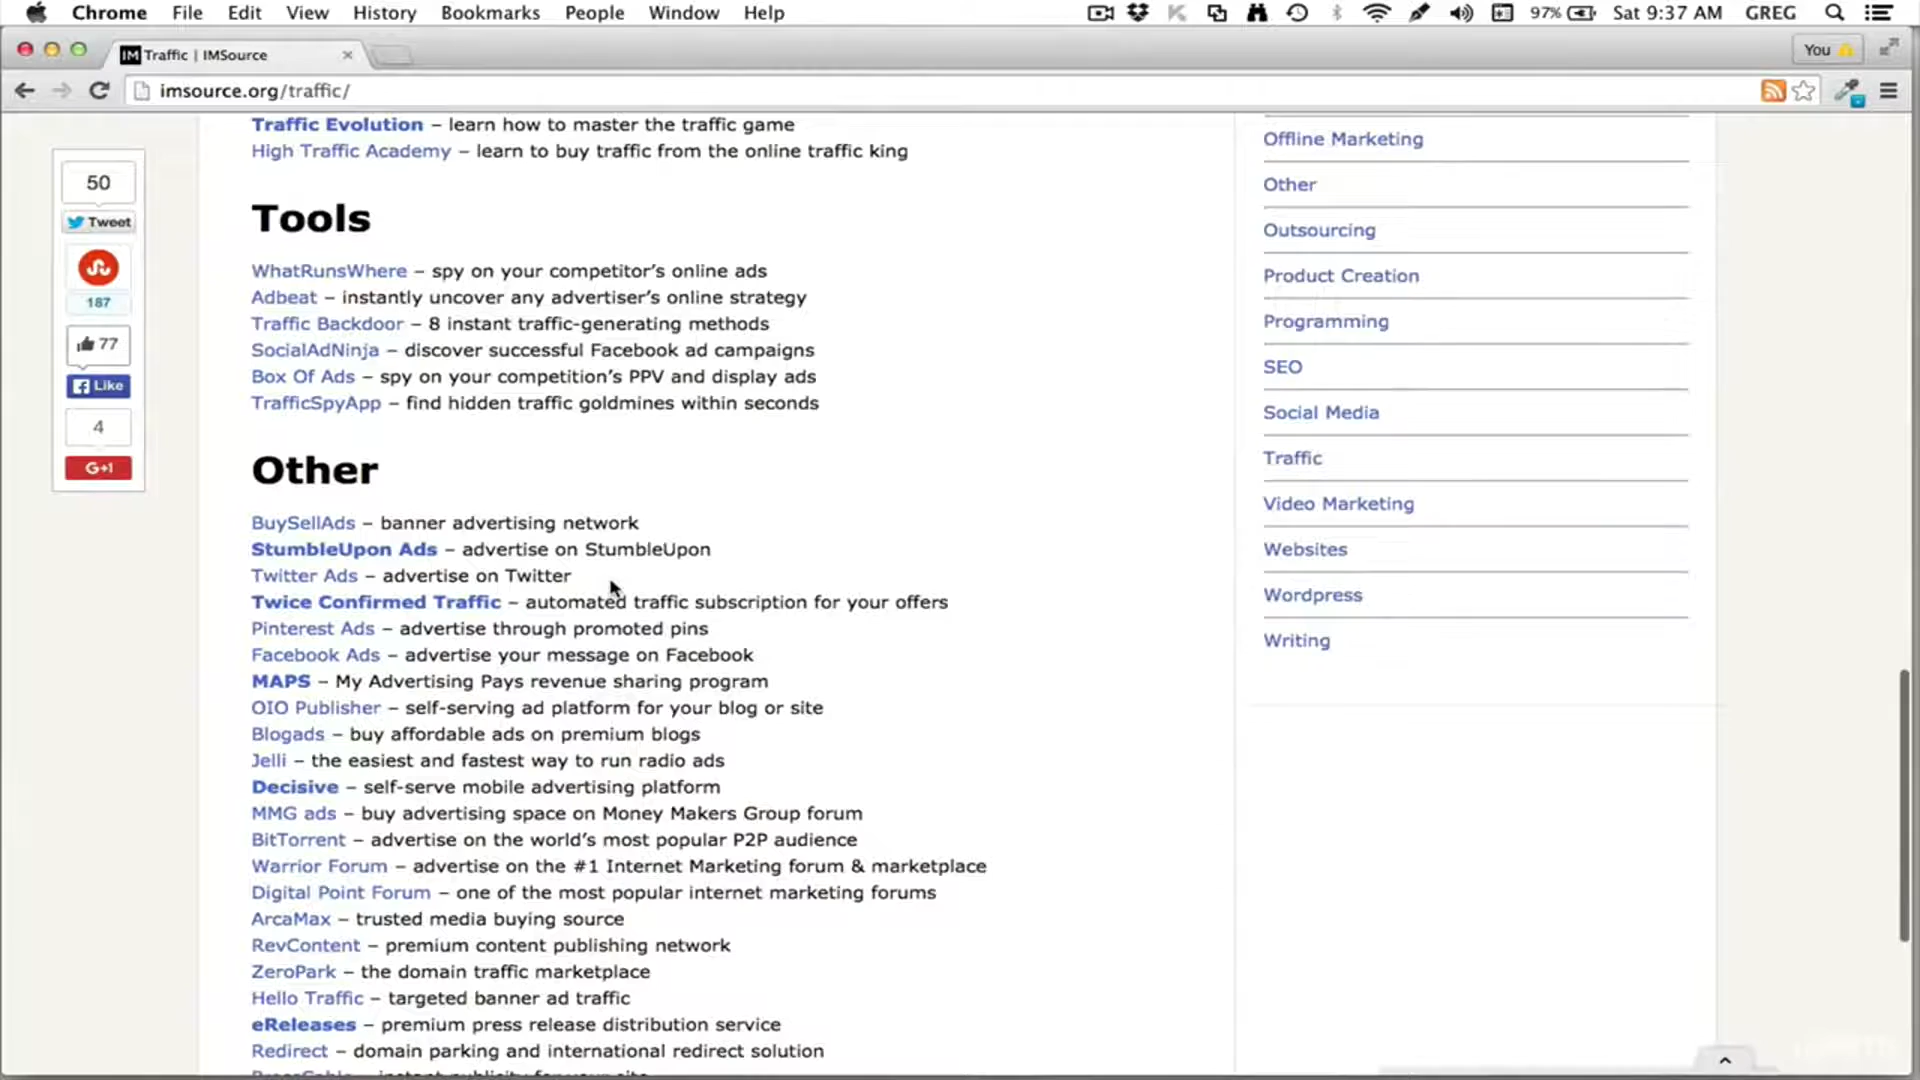 Chrome File Edit View History Bookmarks People Window Help 97% Sat 9:37 AM GREG
IM Traffic | IMSource
You
imsource.org/traffic/
Traffic Evolution – learn how to master the traffic game
High Traffic Academy – learn to buy traffic from the online traffic king
50
Tweet
187
77
Like
4
G+1
Tools
WhatRunsWhere – spy on your competitor's online ads
Adbeat – instantly uncover any advertiser's online strategy
Traffic Backdoor – 8 instant traffic-generating methods
SocialAdNinja – discover successful Facebook ad campaigns
Box Of Ads – spy on your competition's PPV and display ads
TrafficSpyApp – find hidden traffic goldmines within seconds
Other
BuySellAds – banner advertising network
StumbleUpon Ads – advertise on StumbleUpon
Twitter Ads – advertise on Twitter
Twice Confirmed Traffic – automated traffic subscription for your offers
Pinterest Ads – advertise through promoted pins
Facebook Ads – advertise your message on Facebook
MAPS – My Advertising Pays revenue sharing program
OIO Publisher – self-serving ad platform for your blog or site
Blogads – buy affordable ads on premium blogs
Jelli – the easiest and fastest way to run radio ads
Decisive – self-serve mobile advertising platform
MMG ads – buy advertising space on Money Makers Group forum
BitTorrent – advertise on the world's most popular P2P audience
Warrior Forum – advertise on the #1 Internet Marketing forum & marketplace
Digital Point Forum – one of the most popular internet marketing forums
ArcaMax – trusted media buying source
RevContent – premium content publishing network
ZeroPark – the domain traffic marketplace
Hello Traffic – targeted banner ad traffic
eReleases – premium press release distribution service
Redirect – domain parking and international redirect solution
Offline Marketing
Other
Outsourcing
Product Creation
Programming
SEO
Social Media
Traffic
Video Marketing
Websites
Wordpress
Writing